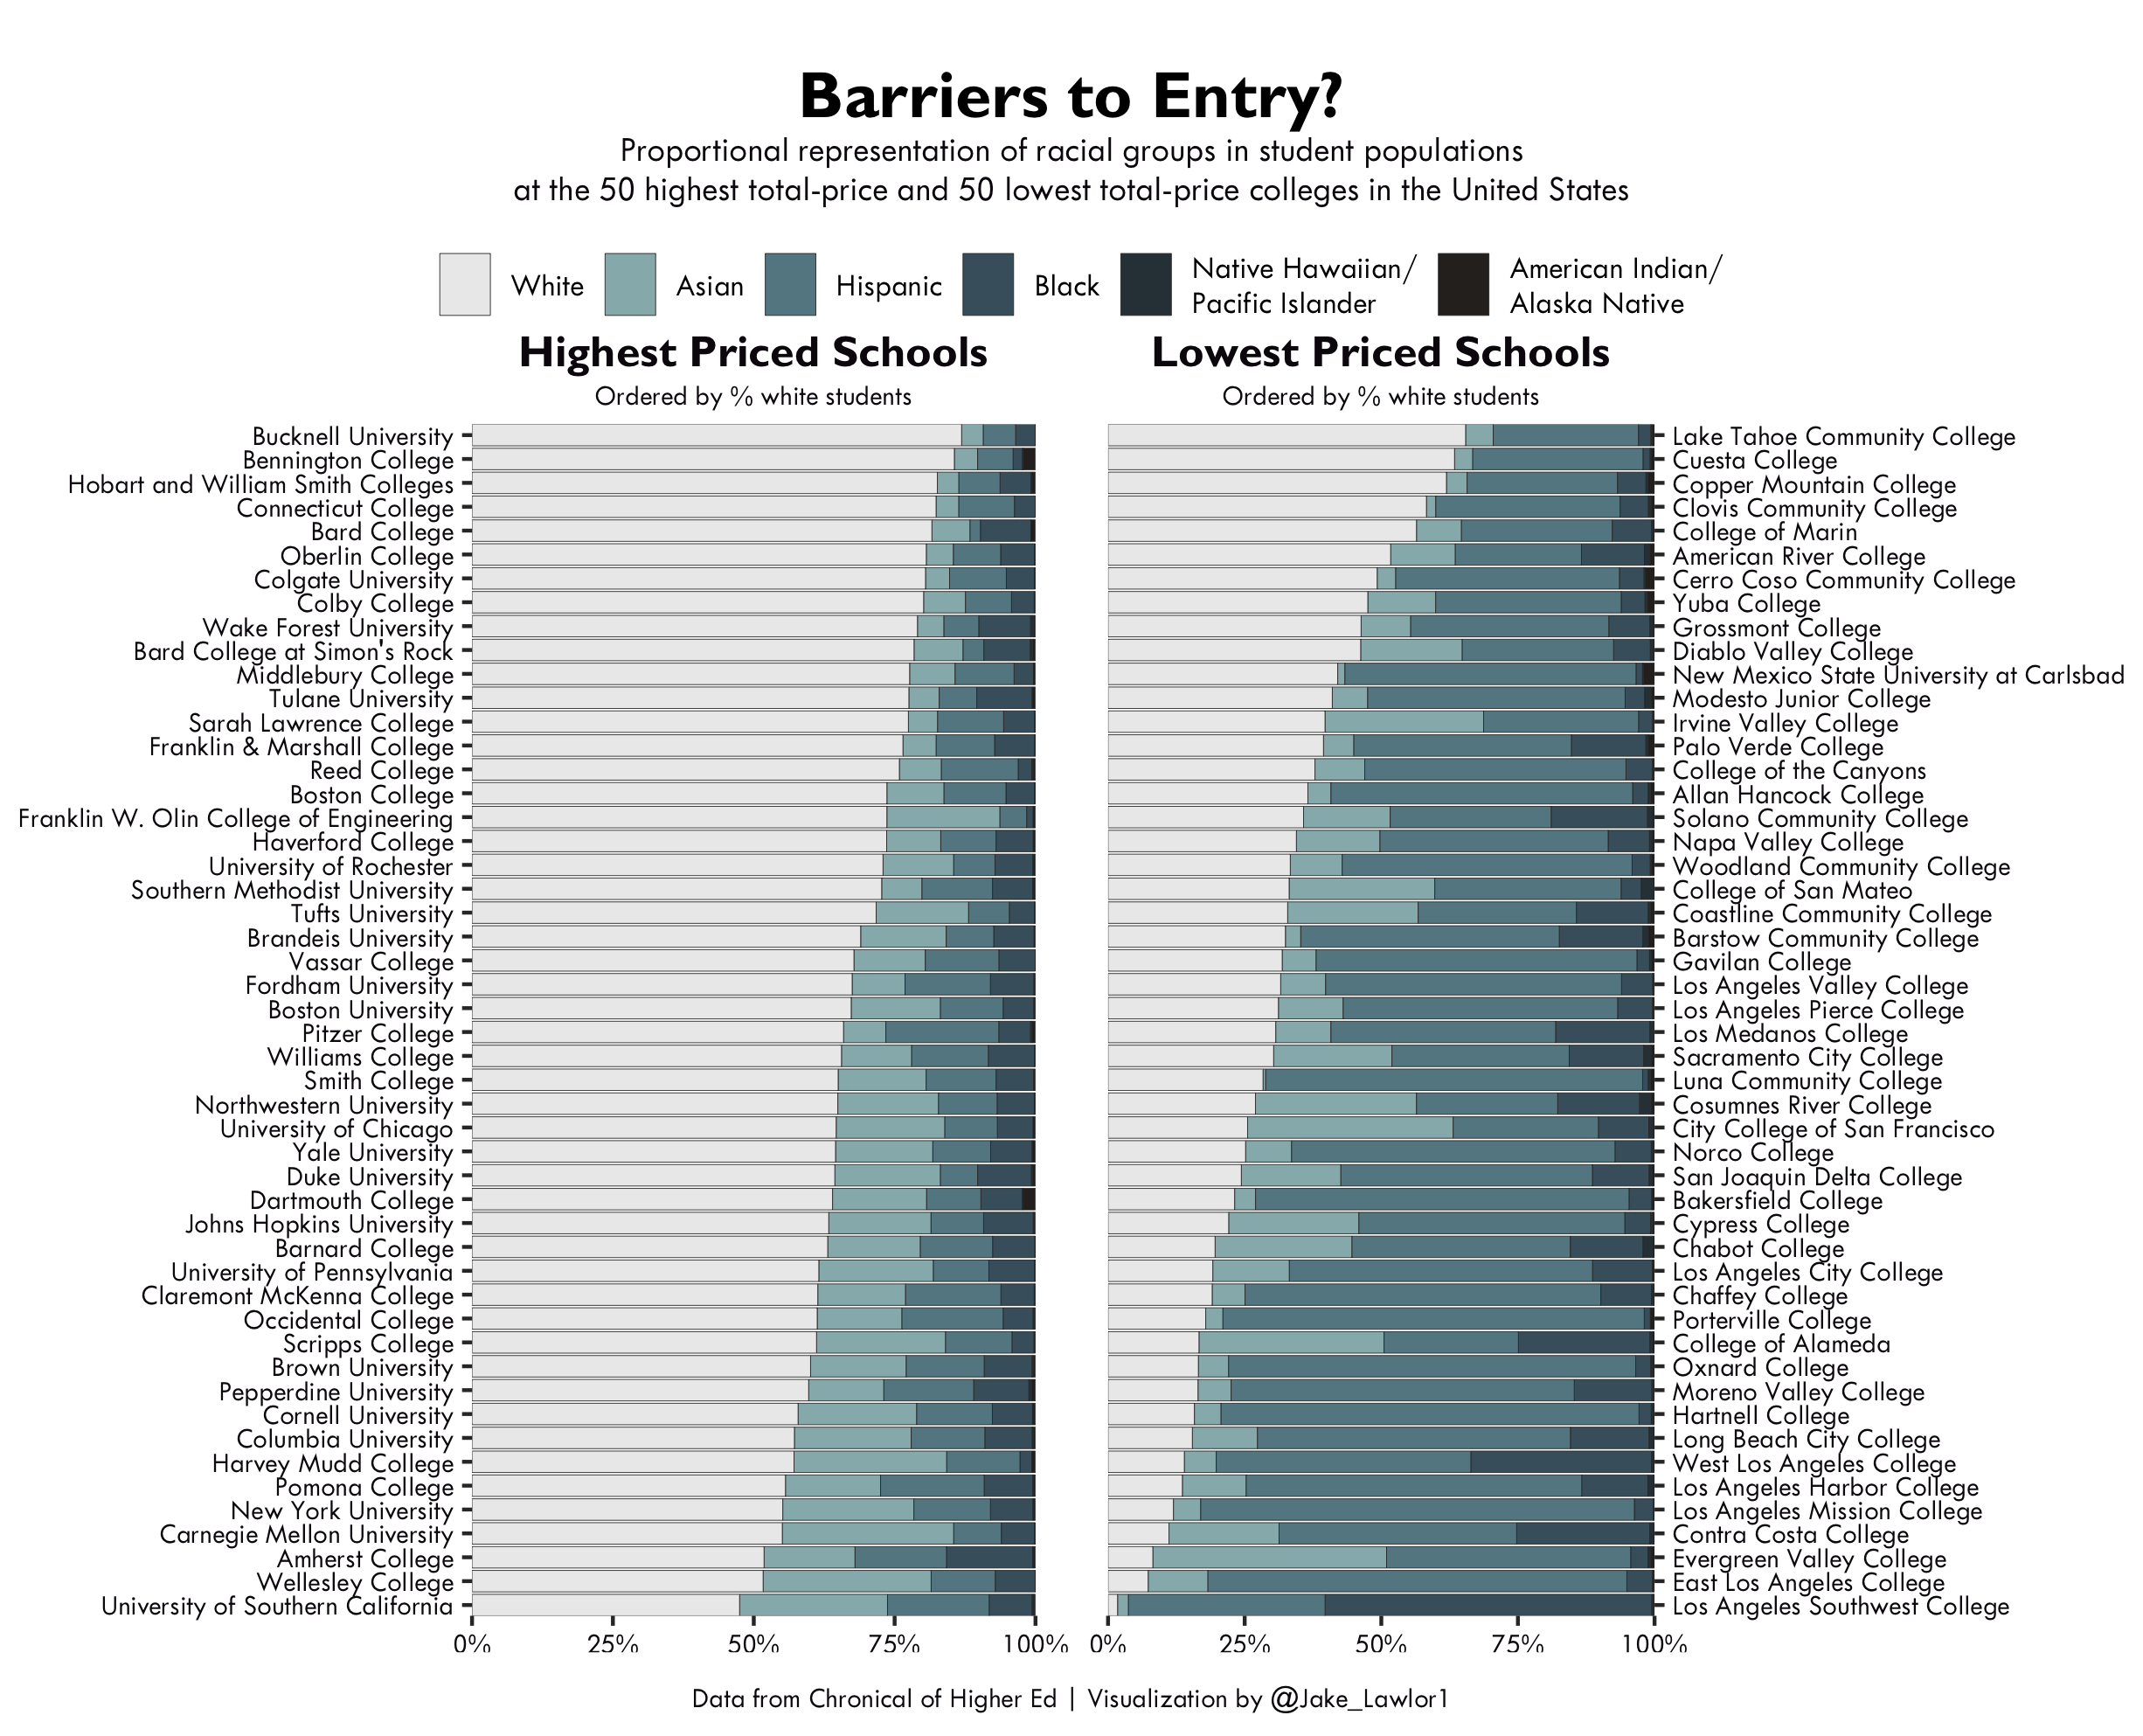 Barriers to Entry?
Proportional representation of racial groups in student populations
at the 50 highest total-price and 50 lowest total-price colleges in the United States
White
Asian
Hispanic
Black
Native Hawaiian/
Pacific Islander
American Indian/
Alaska Native
Highest Priced Schools
Ordered by % white students
Bucknell University
Bennington College
Hobart and William Smith Colleges
Connecticut College
Bard College
Oberlin College
Colgate University
Colby College
Wake Forest University
Bard College at Simon's Rock
Middlebury College
Tulane University
Sarah Lawrence College
Franklin & Marshall College
Reed College
Boston College
Franklin W. Olin College of Engineering
Haverford College
University of Rochester
Southern Methodist University
Tufts University
Brandeis University
Vassar College
Fordham University
Boston University
Pitzer College
Williams College
Smith College
Northwestern University
University of Chicago
Yale University
Duke University
Dartmouth College
Johns Hopkins University
Barnard College
University of Pennsylvania
Claremont McKenna College
Occidental College
Scripps College
Brown University
Pepperdine University
Cornell University
Columbia University
Harvey Mudd College
Pomona College
New York University
Carnegie Mellon University
Amherst College
Wellesley College
University of Southern California
0% 25% 50% 75% 100%
Lowest Priced Schools
Ordered by % white students
Lake Tahoe Community College
Cuesta College
Copper Mountain College
Clovis Community College
College of Marin
American River College
Cerro Coso Community College
Yuba College
Grossmont College
Diablo Valley College
New Mexico State University at Carlsbad
Modesto Junior College
Irvine Valley College
Palo Verde College
College of the Canyons
Allan Hancock College
Solano Community College
Napa Valley College
Woodland Community College
College of San Mateo
Coastline Community College
Barstow Community College
Gavilan College
Los Angeles Valley College
Los Angeles Pierce College
Los Medanos College
Sacramento City College
Luna Community College
Cosumnes River College
City College of San Francisco
Norco College
San Joaquin Delta College
Bakersfield College
Cypress College
Chabot College
Los Angeles City College
Chaffey College
Porterville College
College of Alameda
Oxnard College
Moreno Valley College
Hartnell College
Long Beach City College
West Los Angeles College
Los Angeles Harbor College
Los Angeles Mission College
Contra Costa College
Evergreen Valley College
East Los Angeles College
Los Angeles Southwest College
0% 25% 50% 75% 100%
Data from Chronical of Higher Ed | Visualization by @Jake_Lawlor1